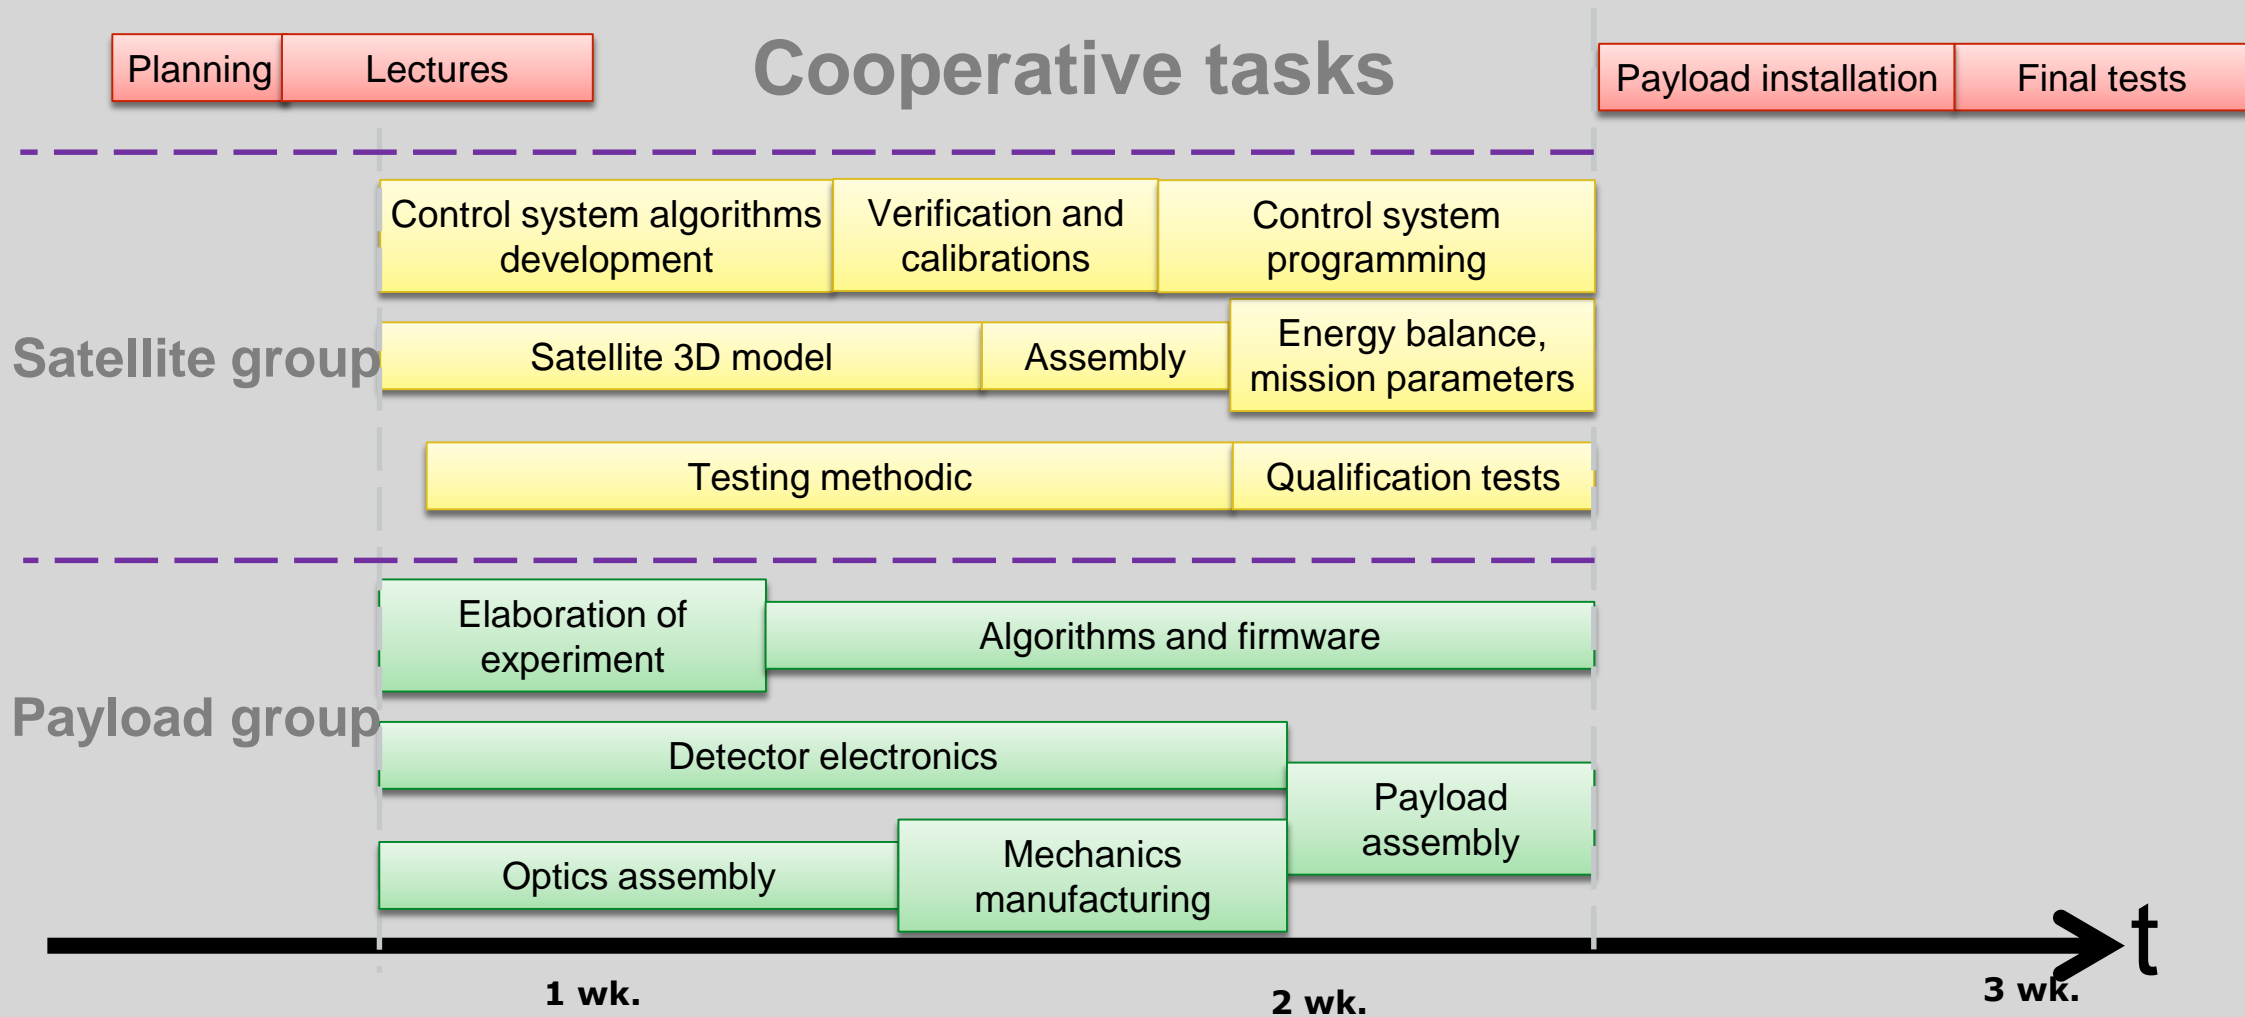 Planning
Lectures
Cooperative tasks
Payload installation
Final tests
Satellite group
Control system algorithms
development
Verification and
calibrations
Control system
programming
Satellite 3D model
Assembly
Energy balance,
mission parameters
Testing methodic
Qualification tests
Payload group
Elaboration of
experiment
Algorithms and firmware
Detector electronics
Payload
assembly
Optics assembly
Mechanics
manufacturing
t
1 wk.
2 wk.
3 wk.